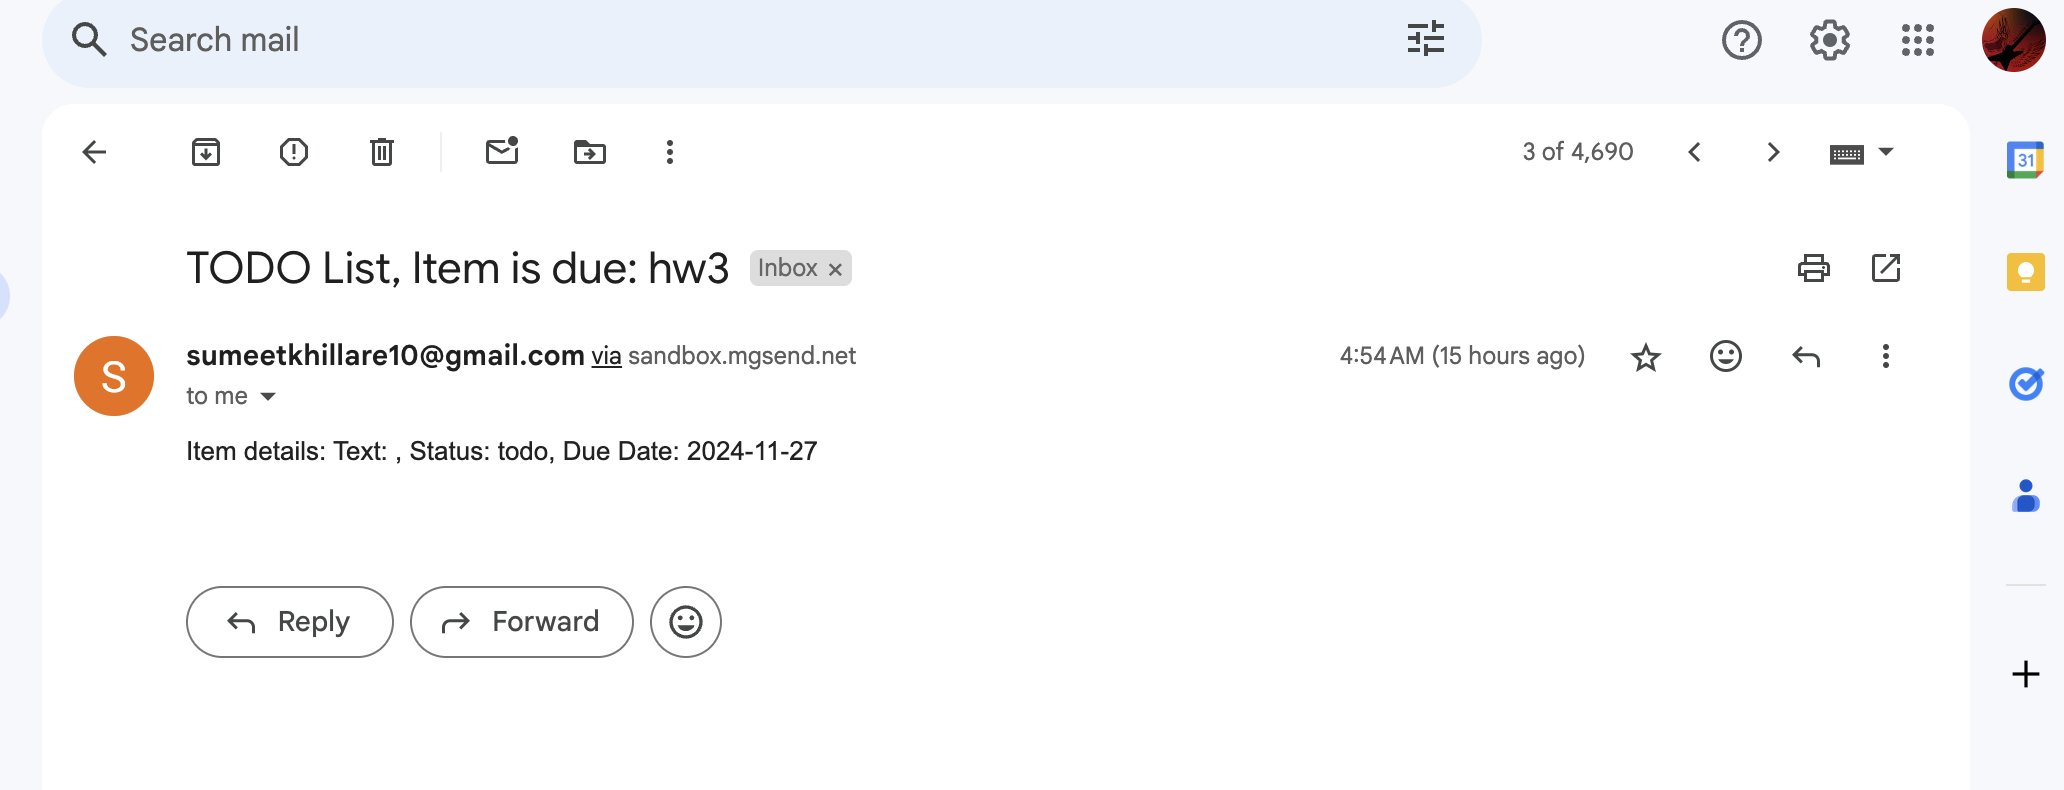 Search mail
3 of 4,690
31
TODO List, Item is due: hw3 Inbox ×
S
sumeetkhillare10@gmail.com via sandbox.mgsend.net 4:54 AM (15 hours ago)
to me
Item details: Text: , Status: todo, Due Date: 2024-11-27
Reply Forward